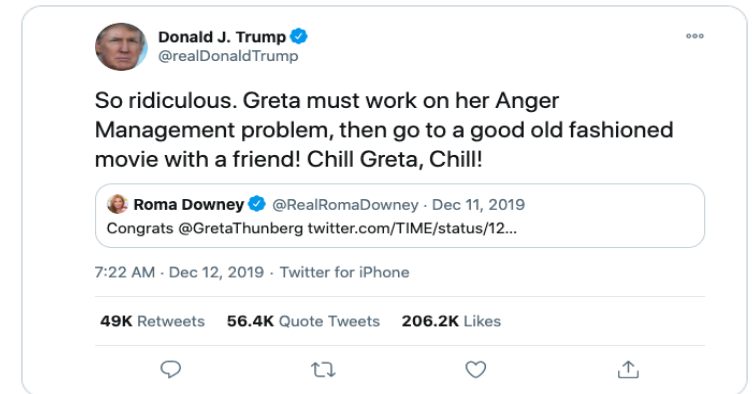 Donald J. Trump
@realDonaldTrump
So ridiculous. Greta must work on her Anger
Management problem, then go to a good old fashioned
movie with a friend! Chill Greta, Chill!
Roma Downey @RealRomaDowney · Dec 11, 2019
Congrats @GretaThunberg twitter.com/TIME/status/12...
7:22 AM · Dec 12, 2019 · Twitter for iPhone
49K Retweets 56.4K Quote Tweets 206.2K Likes